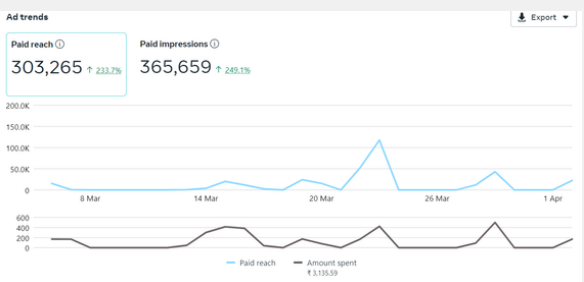 Ad trends
Export
Paid reach
Paid impressions
303,265 ↑ 233.7%
365,659 ↑ 249.1%
200.0K
150.0K
100.0K
50.0K
0
8 Mar 14 Mar 20 Mar 26 Mar 1 Apr
600
400
200
0
Paid reach
Amount spent
₹ 3,135.59